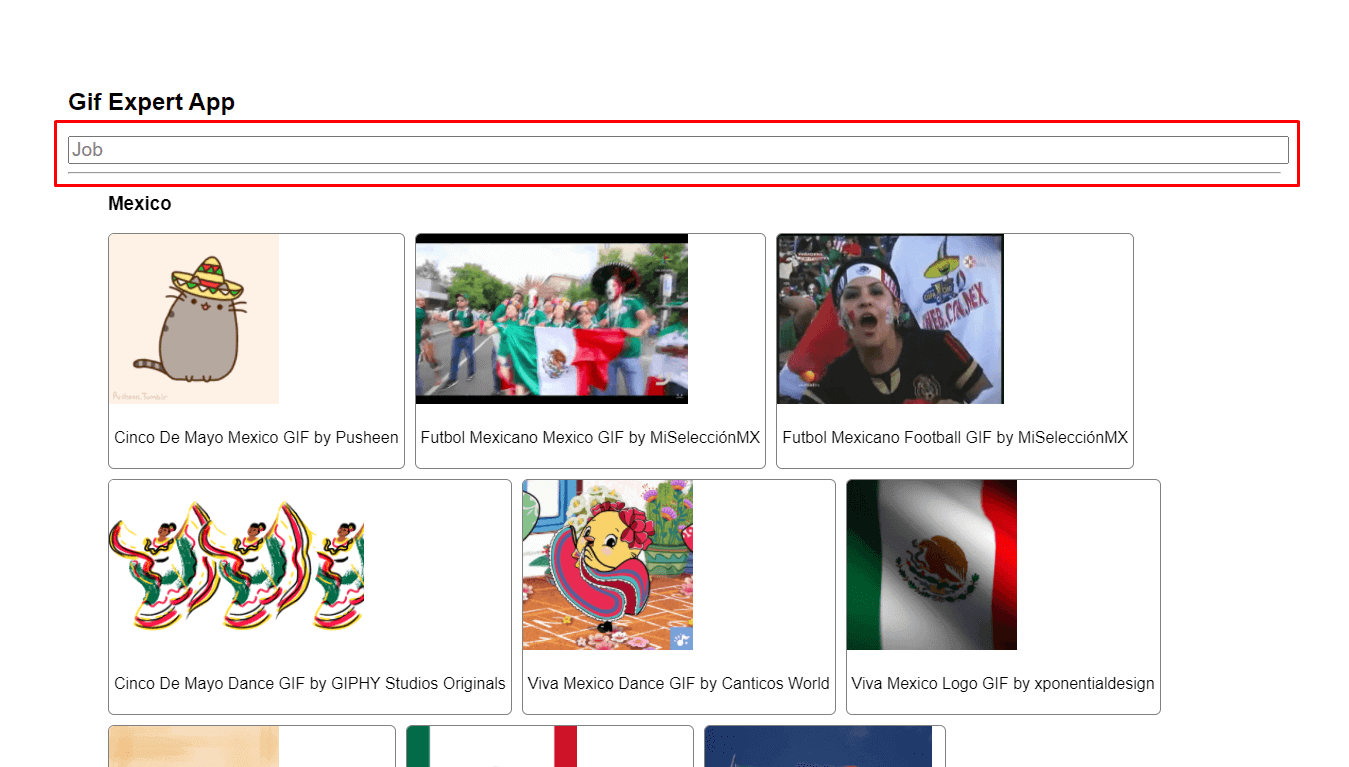 Gif Expert App
Job
Mexico
Pusheen.Tumblr
Cinco De Mayo Mexico GIF by Pusheen
Futbol Mexicano Mexico GIF by MiSelecciónMX
Futbol Mexicano Football GIF by MiSelecciónMX
Cinco De Mayo Dance GIF by GIPHY Studios Originals
Viva Mexico Dance GIF by Canticos World
Viva Mexico Logo GIF by xponentialdesign